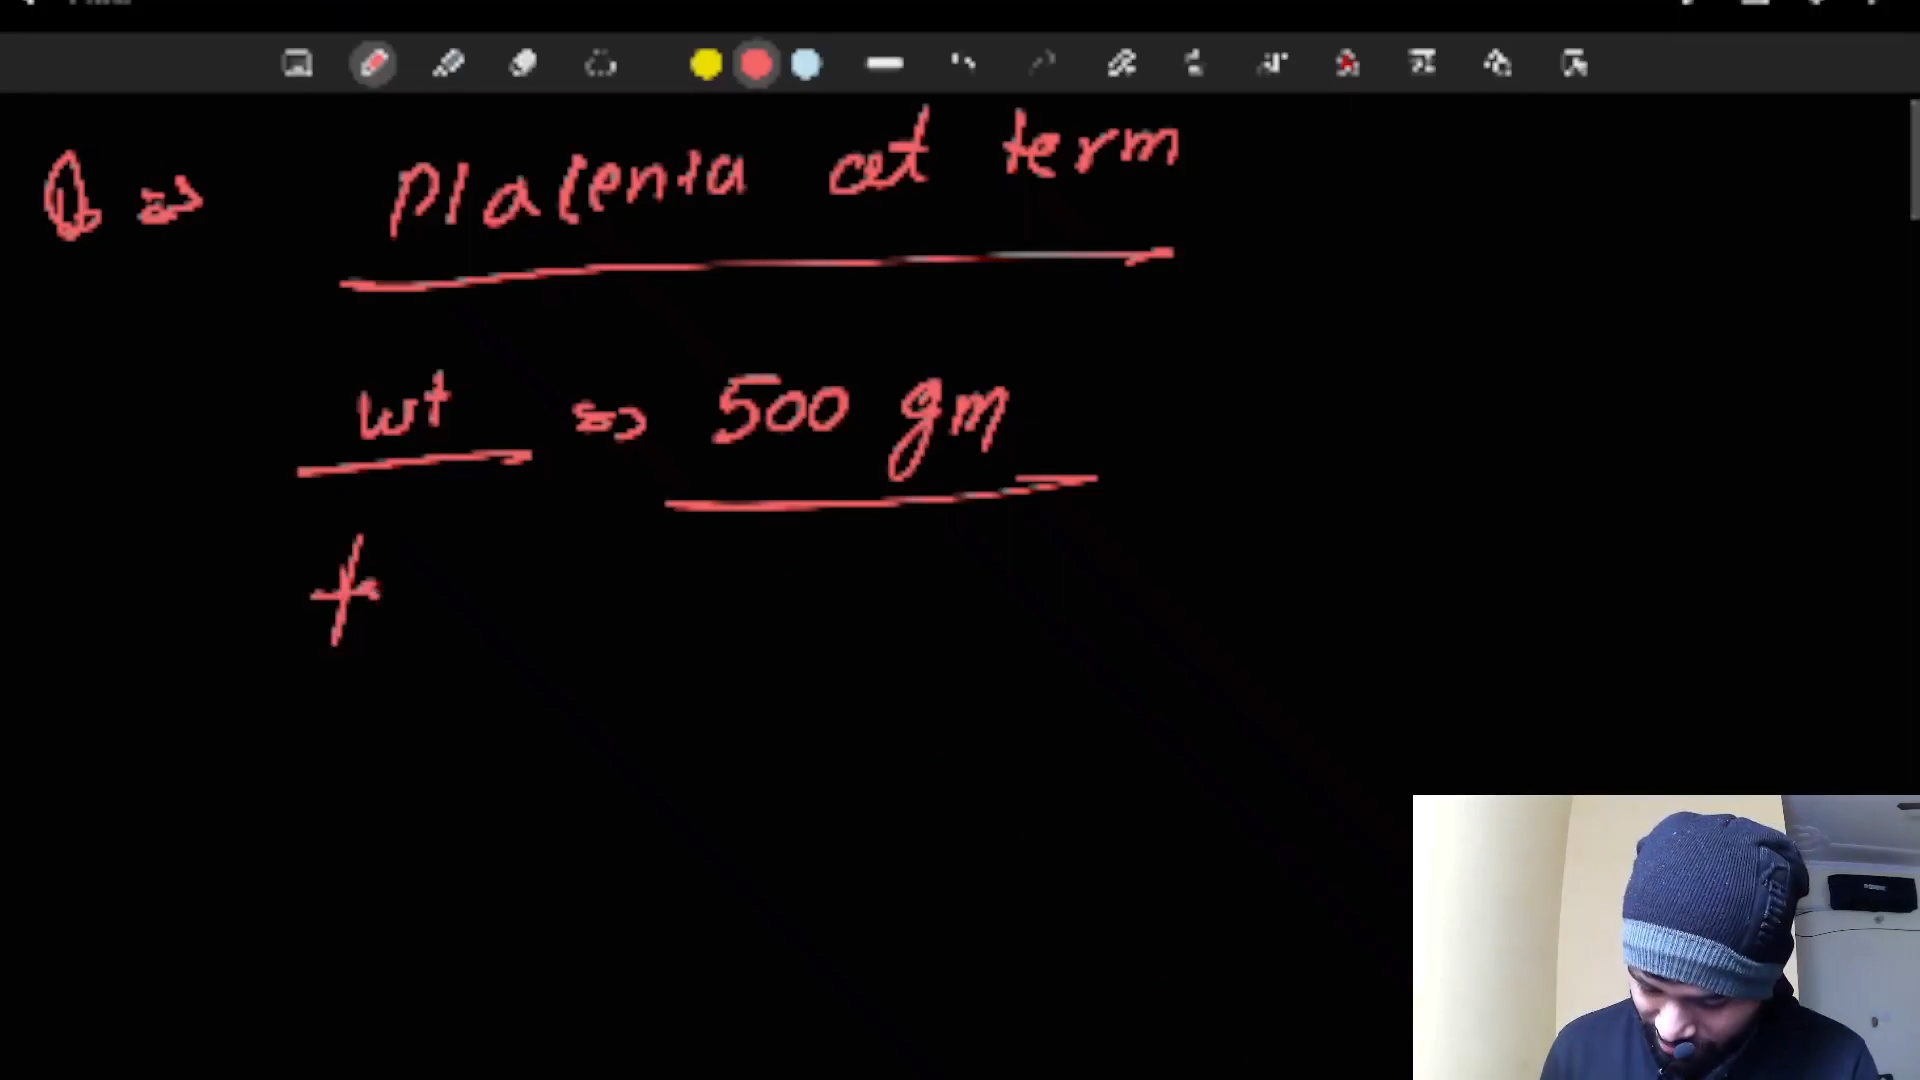 Q ⇒ Placenta at term
wt ⇒ 500 gm
*